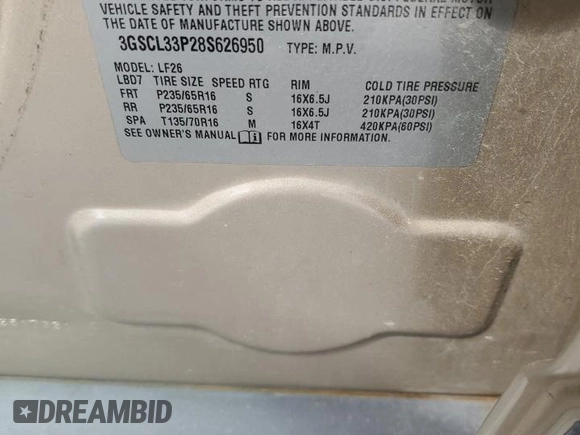 VEHICLE SAFETY AND THEFT PREVENTION STANDARDS IN EFFECT ON
THE DATE OF MANUFACTURE SHOWN ABOVE.
3GSCL33P28S626950 TYPE: M.P.V.
MODEL: LF26
LBD7 TIRE SIZE SPEED RTG RIM COLD TIRE PRESSURE
FRT P235/65R16 S 16X6.5J 210KPA(30PSI)
RR P235/65R16 S 16X6.5J 210KPA(30PSI)
SPA T135/70R16 M 16X4T 420KPA(60PSI)
SEE OWNER'S MANUAL FOR MORE INFORMATION.
DREAMBID